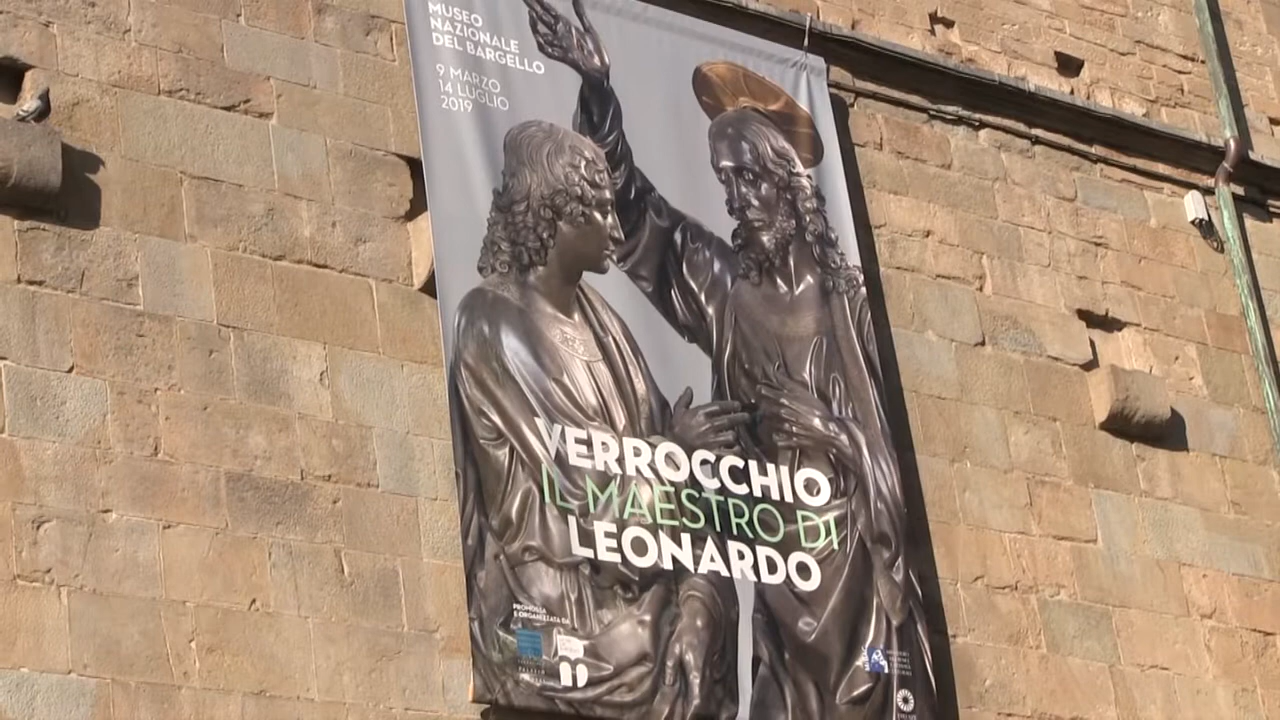 MUSEO
NAZIONALE
DEL BARGELLO
9 MARZO
14 LUGLIO
2019
VERROCCHIO
IL MAESTRO DI
LEONARDO
PROMOSSA
E ORGANIZZATA DA